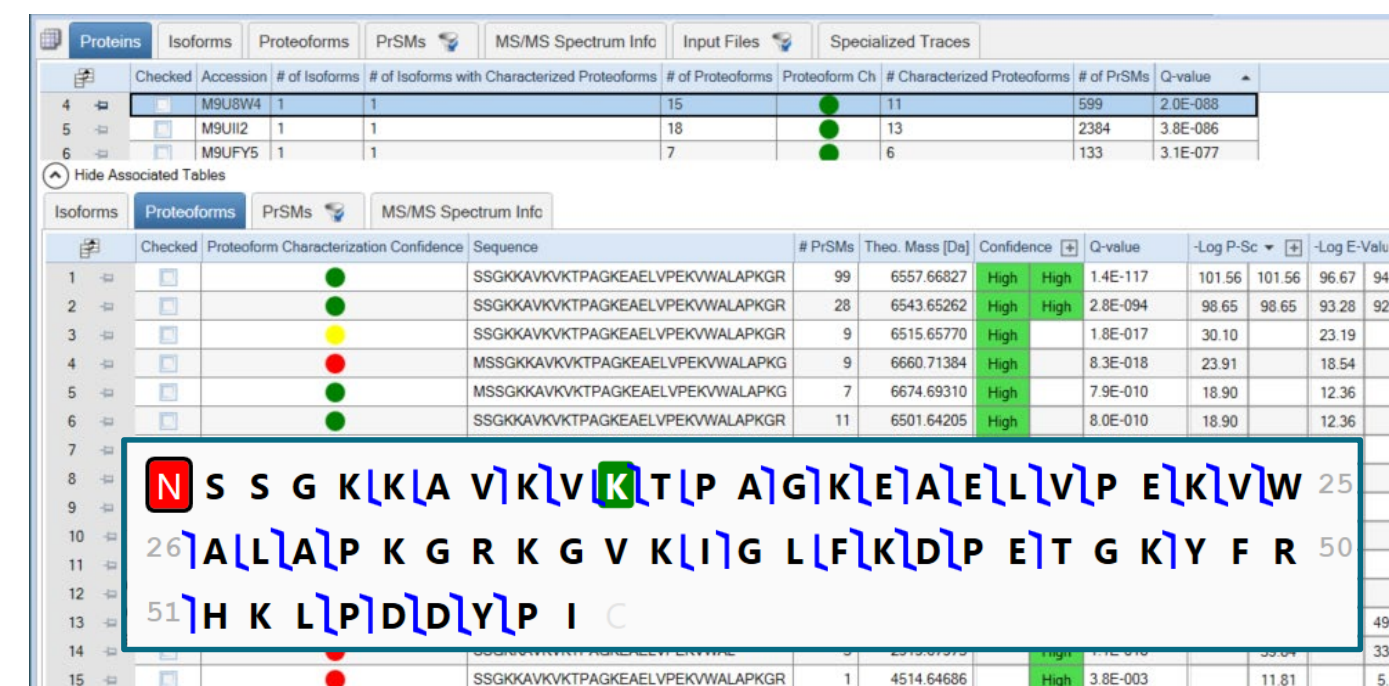 Proteins Isoforms Proteoforms PrSMs MS/MS Spectrum Info Input Files Specialized Traces
Checked Accession # of Isoforms # of Isoforms with Characterized Proteoforms # of Proteoforms Proteoform Ch # Characterized Proteoforms # of PrSMs Q-value
4 M9U8W4 1 1 15 11 599 2.0E-088
5 M9UII2 1 1 18 13 2384 3.8E-086
6 M9UFY5 1 1 7 6 133 3.1E-077
Hide Associated Tables
Isoforms Proteoforms PrSMs MS/MS Spectrum Info
Checked Proteoform Characterization Confidence Sequence # PrSMs Theo. Mass [Da] Confidence Q-value -Log P-Sc -Log E-Valu
1 SSGKKAVKVKTPAGKEAELVPEKVWALAPKGR 99 6557.66827 High High 1.4E-117 101.56 101.56 96.67 94
2 SSGKKAVKVKTPAGKEAELVPEKVWALAPKGR 28 6543.65262 High High 2.8E-094 98.65 98.65 93.28 92
3 SSGKKAVKVKTPAGKEAELVPEKVWALAPKGR 9 6515.65770 High 1.8E-017 30.10 23.19
4 MSSGKKAVKVKTPAGKEAELVPEKVWALAPKG 9 6660.71384 High 8.3E-018 23.91 18.54
5 MSSGKKAVKVKTPAGKEAELVPEKVWALAPKG 7 6674.69310 High 7.9E-010 18.90 12.36
6 SSGKKAVKVKTPAGKEAELVPEKVWALAPKGR 11 6501.64205 High 8.0E-010 18.90 12.36
7
8 N S S G K K A V K V K T P A G K E A E L V P E K V W 25
9
10 26 A L A P K G R K G V K I G L F K D P E T G K Y F R 50
11
12
13 51 H K L P D D Y P I C 49
14 33
15 SSGKKAVKVKTPAGKEAELVPEKVWALAPKGR 1 4514.64686 High 3.8E-003 11.81 5.